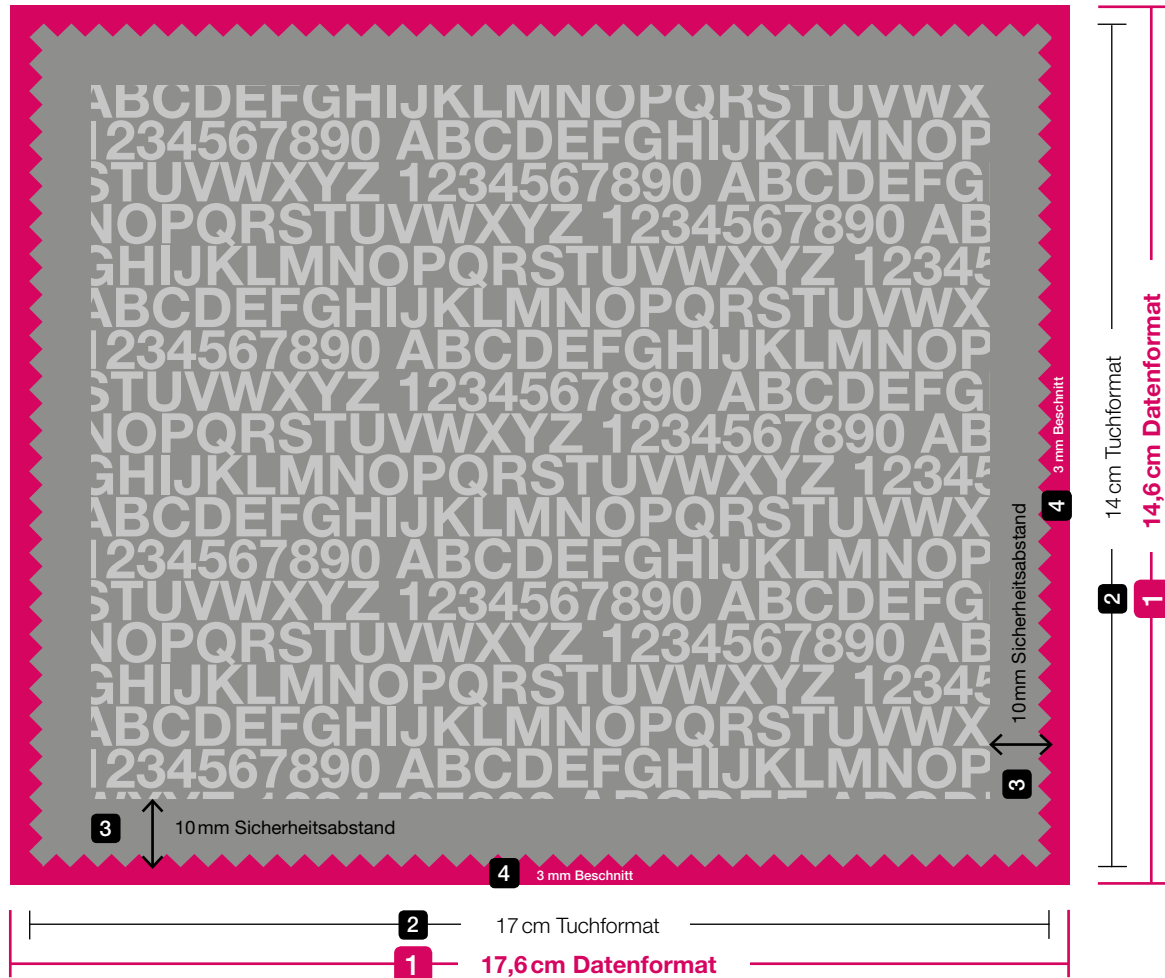 ABCDEFGHIJKLMNOPQRSTUVWX
1234567890 ABCDEFGHIJKLMNOP
STUVWXYZ 1234567890 ABCDEFG
NOPQRSTUVWXYZ 1234567890 AB
GHIJKLMNOPQRSTUVWXYZ 12345
ABCDEFGHIJKLMNOPQRSTUVWX
1234567890 ABCDEFGHIJKLMNOP
STUVWXYZ 1234567890 ABCDEFG
NOPQRSTUVWXYZ 1234567890 AB
GHIJKLMNOPQRSTUVWXYZ 12345
ABCDEFGHIJKLMNOPQRSTUVWX
1234567890 ABCDEFGHIJKLMNOP
STUVWXYZ 1234567890 ABCDEFG
NOPQRSTUVWXYZ 1234567890 AB
GHIJKLMNOPQRSTUVWXYZ 12345
ABCDEFGHIJKLMNOPQRSTUVWX
1234567890 ABCDEFGHIJKLMNOP
3 10 mm Sicherheitsabstand
4 3 mm Beschnitt
3 10 mm Sicherheitsabstand
4 3 mm Beschnitt
2 14 cm Tuchformat
1 14,6 cm Datenformat
2 17 cm Tuchformat
1 17,6 cm Datenformat